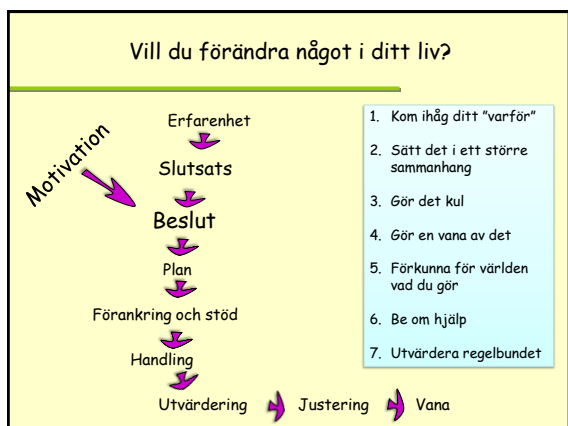 Vill du förändra något i ditt liv?
Motivation
Erfarenhet
Slutsats
Beslut
Plan
Förankring och stöd
Handling
Utvärdering Justering Vana
1. Kom ihåg ditt ”varför”
2. Sätt det i ett större
sammanhang
3. Gör det kul
4. Gör en vana av det
5. Förkunna för världen
vad du gör
6. Be om hjälp
7. Utvärdera regelbundet